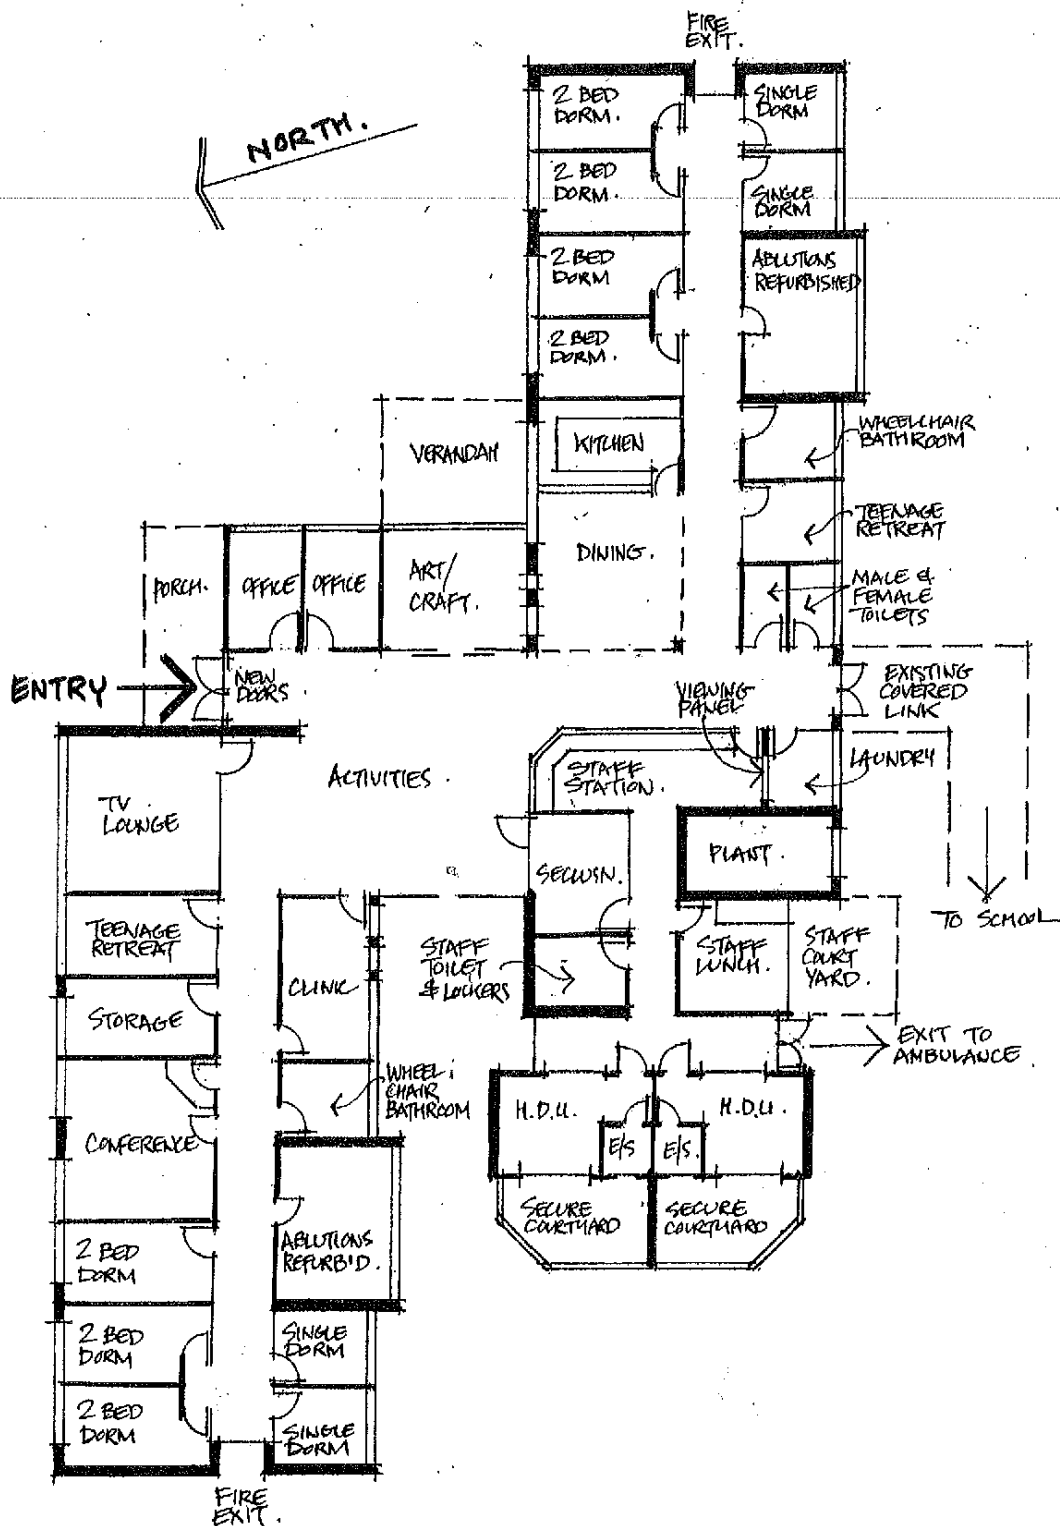 FIRE
EXIT.
NORTH.
2 BED
DORM.
SINGLE
DORM
2 BED
DORM.
SINGLE
DORM
2 BED
DORM
ABLUTIONS
REFURBISHED
2 BED
DORM.
VERANDAH
KITCHEN
WHEELCHAIR
BATHROOM
TEENAGE
RETREAT
PORCH.
OFFICE
OFFICE
ART/
CRAFT.
DINING.
MALE &
FEMALE
TOILETS
ENTRY
NEW
DOORS.
VIEWING
PANEL
EXISTING
COVERED
LINK
ACTIVITIES.
STAFF
STATION.
LAUNDRY
TV
LOUNGE
PLANT.
SECLUSN.
TO SCHOOL
TEENAGE
RETREAT
STAFF
TOILET
& LOCKERS
STAFF
LUNCH.
STAFF
COURT
YARD.
CLINIC
STORAGE
EXIT TO
AMBULANCE
WHEEL
CHAIR
BATHROOM
H.D.U.
H.D.U.
CONFERENCE
E/S
E/S.
SECURE
COURTYARD
SECURE
COURTYARD
2 BED
DORM
ABLUTIONS
REFURB'D.
2 BED
DORM
SINGLE
DORM
2 BED
DORM
SINGLE
DORM
FIRE
EXIT.